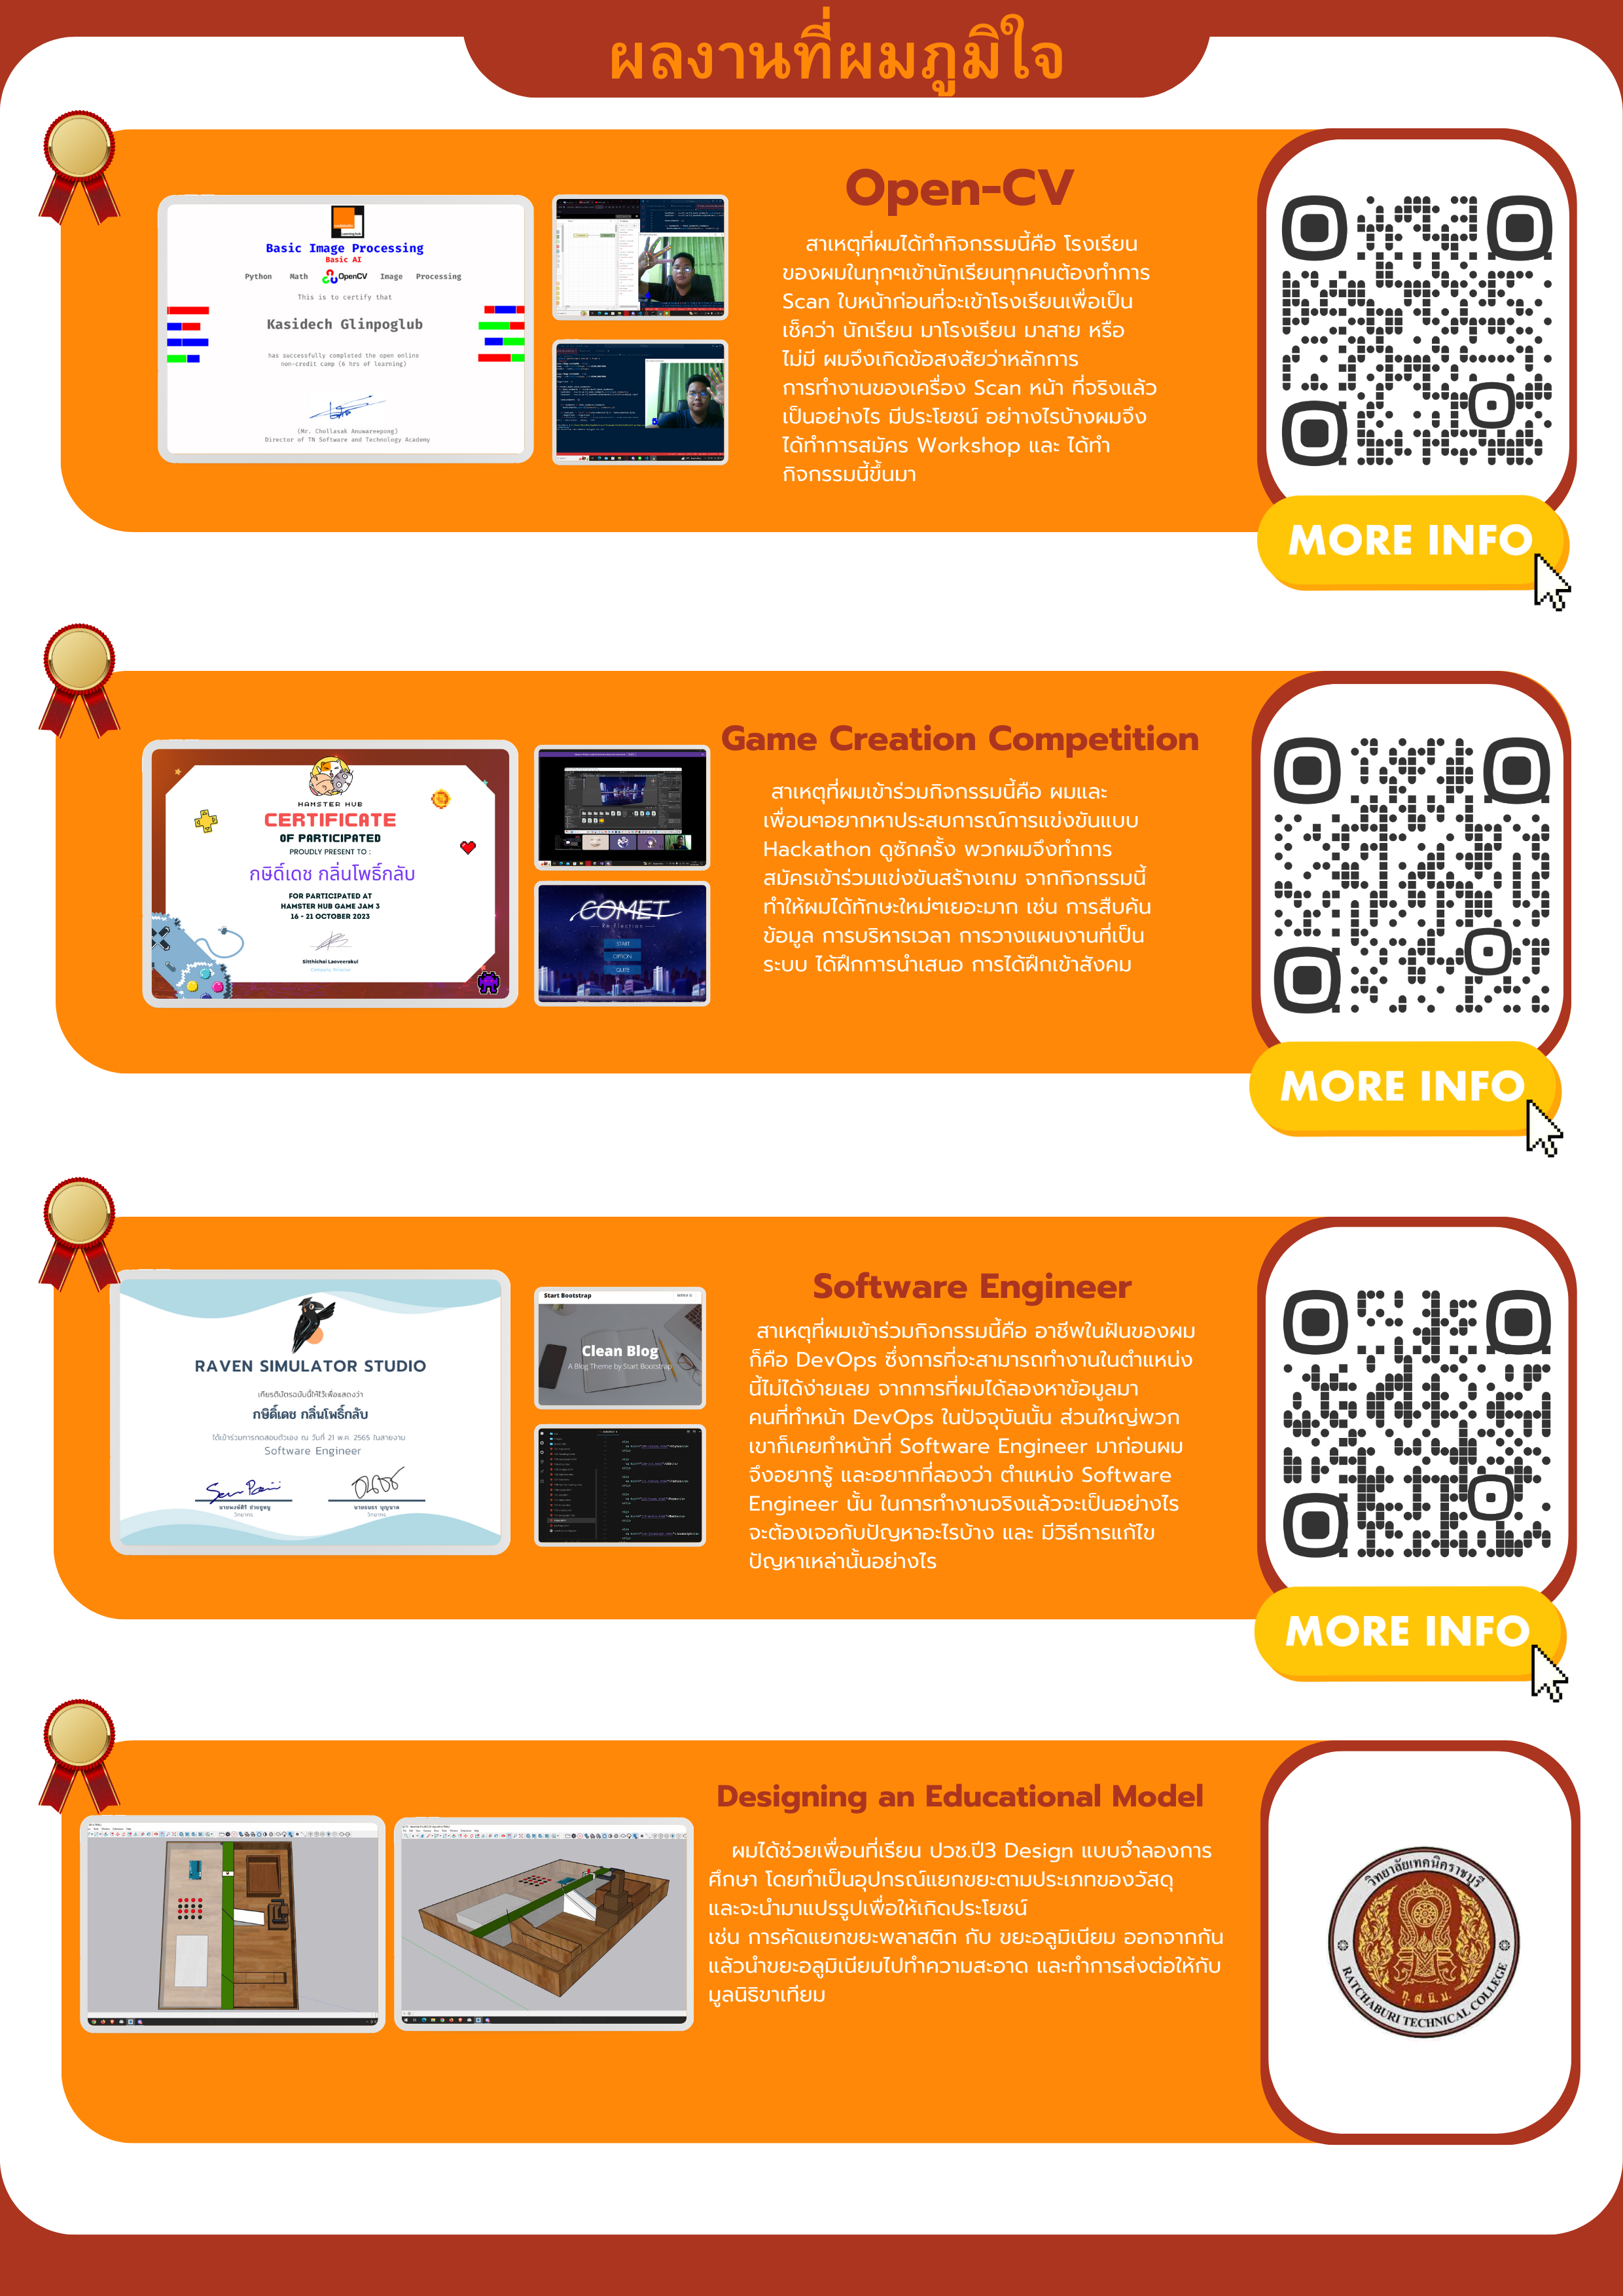 ผลงานที่ผมภูมิใจ
Basic Image Processing
Basic AI
Python Math OpenCV Image Processing
This is to certify that
Kasidech Glinpoglub
has successfully completed the open online
non-credit camp (6 hrs of learning)
(Mr. Chollasak Anuwareepong)
Director of TN Software and Technology Academy
Open-CV
สาเหตุที่ผมได้ทำกิจกรรมนี้คือ โรงเรียน
ของผมในทุกๆเข้านักเรียนทุกคนต้องทำการ
Scan ใบหน้าก่อนที่จะเข้าโรงเรียนเพื่อเป็น
เช็คว่า นักเรียน มาโรงเรียน มาสาย หรือ
ไม่มี ผมจึงเกิดข้อสงสัยว่าหลักการ
การทำงานของเครื่อง Scan หน้า ที่จริงแล้ว
เป็นอย่างไร มีประโยชน์ อย่างไรบ้างผมจึง
ได้ทำการสมัคร Workshop และ ได้ทำ
กิจกรรมนี้ขึ้นมา
MORE INFO
HAMSTER HUB
CERTIFICATE
OF PARTICIPATED
PROUDLY PRESENT TO :
กษิดิ์เดช กลิ่นโพธิ์กลับ
FOR PARTICIPATED AT
HAMSTER HUB GAME JAM 3
16 - 21 OCTOBER 2023
Sitthichai Laoveerakul
Company Director
COMET
Reflection
START
OPTION
QUITE
Game Creation Competition
สาเหตุที่ผมเข้าร่วมกิจกรรมนี้คือ ผมและ
เพื่อนๆอยากหาประสบการณ์การแข่งขันแบบ
Hackathon ดูซักครั้ง พวกผมจึงทำการ
สมัครเข้าร่วมแข่งขันสร้างเกม จากกิจกรรมนี้
ทำให้ผมได้ทักษะใหม่ๆเยอะมาก เช่น การสืบค้น
ข้อมูล การบริหารเวลา การวางแผนงานที่เป็น
ระบบ ได้ฝึกการนำเสนอ การได้ฝึกเข้าสังคม
MORE INFO
RAVEN SIMULATOR STUDIO
เกียรติบัตรฉบับนี้ให้ไว้เพื่อแสดงว่า
กษิดิ์เดช กลิ่นโพธิ์กลับ
ได้เข้าร่วมการทดสอบตัวเอง ณ วันที่ 21 พ.ค. 2565 ในสายงาน
Software Engineer
วิทยากร
วิทยากร
Start Bootstrap
Clean Blog
A Blog Theme by Start Bootstrap
Software Engineer
สาเหตุที่ผมเข้าร่วมกิจกรรมนี้คือ อาชีพในฝันของผม
ก็คือ DevOps ซึ่งการที่จะสามารถทำงานในตำแหน่ง
นี้ไม่ได้ง่ายเลย จากการที่ผมได้ลองหาข้อมูลมา
คนที่ทำหน้า DevOps ในปัจจุบันนั้น ส่วนใหญ่พวก
เขาก็เคยทำหน้าที่ Software Engineer มาก่อนผม
จึงอยากรู้ และอยากที่ลองว่า ตำแหน่ง Software
Engineer นั้น ในการทำงานจริงแล้วจะเป็นอย่างไร
จะต้องเจอกับปัญหาอะไรบ้าง และ มีวิธีการแก้ไข
ปัญหาเหล่านั้นอย่างไร
MORE INFO
Designing an Educational Model
ผมได้ช่วยเพื่อนที่เรียน ปวช.ปี3 Design แบบจำลองการ
ศึกษา โดยทำเป็นอุปกรณ์แยกขยะตามประเภทของวัสดุ
และจะนำมาแปรรูปเพื่อให้เกิดประโยชน์
เช่น การคัดแยกขยะพลาสติก กับ ขยะอลูมิเนียม ออกจากกัน
แล้วนำขยะอลูมิเนียมไปทำความสะอาด และทำการส่งต่อให้กับ
มูลนิธิขาเทียม
วิทยาลัยเทคนิคราชบุรี
ทุ. ส. นิ. ม.
RATCHABURI TECHNICAL COLLEGE